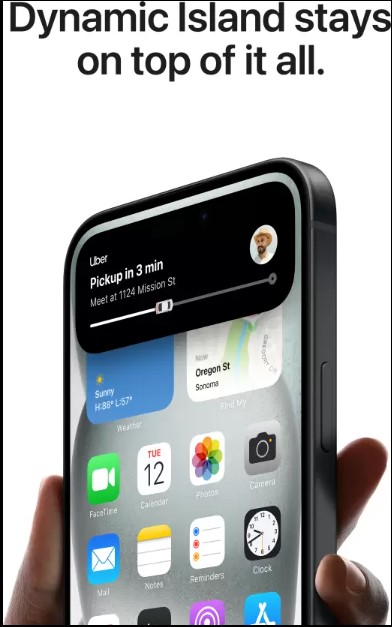 Dynamic Island stays
on top of it all.
Uber
Pickup in 3 min
Meet at 1124 Mission St
Sunny
H:88° L:57°
Weather
Now
Oregon St
Sonoma
Find My
TUE
12
FaceTime
Calendar
Photos
Camera
Mail
Notes
Reminders
Clock